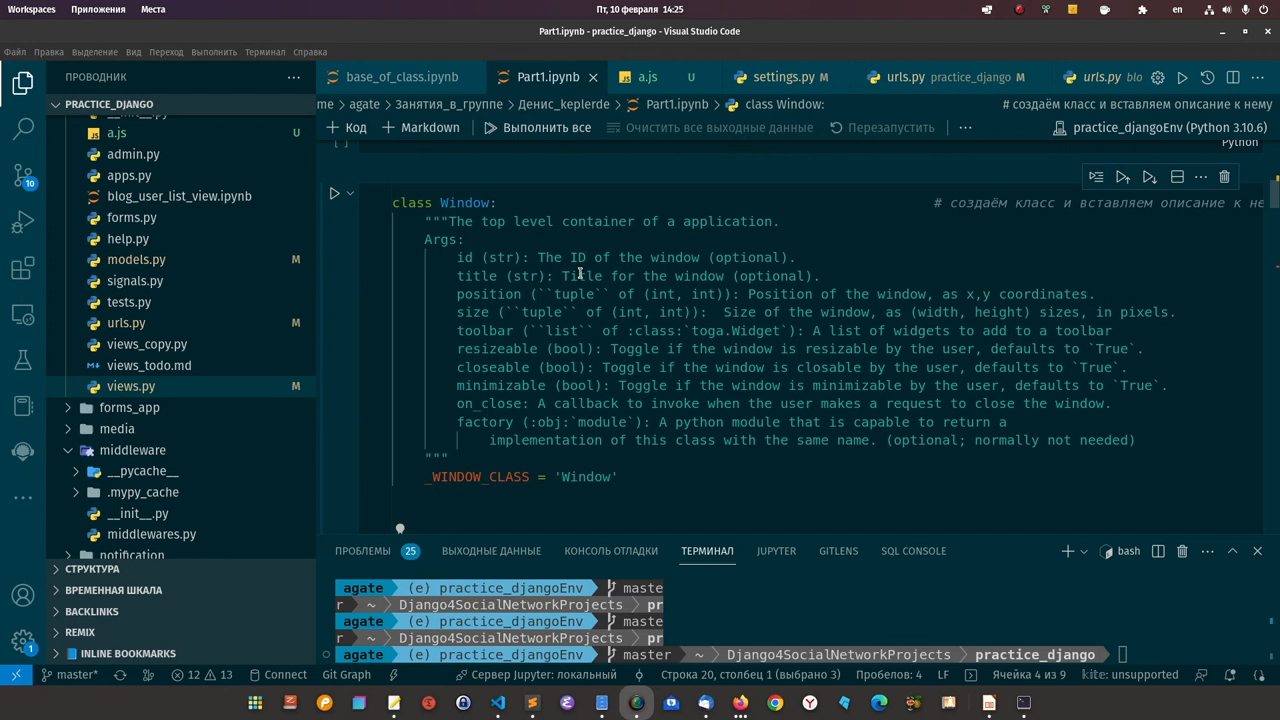 Workspaces Приложения Места Пт, 10 февраля 14:25 en
Part1.ipynb - practice_django - Visual Studio Code
Файл Правка Выделение Вид Переход Выполнить Терминал Справка
ПРОВОДНИК
base_of_class.ipynb Part1.ipynb a.js U settings.py M urls.py practice_django M urls.py blo
PRACTICE_DJANGO
me > agate > Занятия_в_группе > Денис_keplerde > Part1.ipynb > class Window: # создаём класс и вставляем описание к нему
+ Код + Markdown Выполнить все Очистить все выходные данные Перезапустить practice_djangoEnv (Python 3.10.6)
[ ] Python
__init__.py
a.js U
admin.py
apps.py
blog_user_list_view.ipynb
forms.py
help.py
models.py M
signals.py
tests.py
urls.py M
views_copy.py
views_todo.md
views.py M
forms_app
media
middleware
__pycache__
.mypy_cache
__init__.py
middlewares.py
notification
СТРУКТУРА
ВРЕМЕННАЯ ШКАЛА
BACKLINKS
REMIX
INLINE BOOKMARKS
10
1
class Window: # создаём класс и вставляем описание к не
"""The top level container of a application.
Args:
id (str): The ID of the window (optional).
title (str): Title for the window (optional).
position (``tuple`` of (int, int)): Position of the window, as x,y coordinates.
size (``tuple`` of (int, int)):  Size of the window, as (width, height) sizes, in pixels.
toolbar (``list`` of :class:`toga.Widget`): A list of widgets to add to a toolbar
resizeable (bool): Toggle if the window is resizable by the user, defaults to `True`.
closeable (bool): Toggle if the window is closable by the user, defaults to `True`.
minimizable (bool): Toggle if the window is minimizable by the user, defaults to `True`.
on_close: A callback to invoke when the user makes a request to close the window.
factory (:obj:`module`): A python module that is capable to return a
implementation of this class with the same name. (optional; normally not needed)
"""
_WINDOW_CLASS = 'Window'
ПРОБЛЕМЫ 25 ВЫХОДНЫЕ ДАННЫЕ КОНСОЛЬ ОТЛАДКИ ТЕРМИНАЛ JUPYTER GITLENS SQL CONSOLE bash
agate (e) practice_djangoEnv maste
r ~ Django4SocialNetworkProjects pr
agate (e) practice_djangoEnv maste
r ~ Django4SocialNetworkProjects pr
agate (e) practice_djangoEnv master ~ Django4SocialNetworkProjects practice_django
master* 12 13 Connect Git Graph Сервер Jupyter: локальный Строка 20, столбец 1 (выбрано 3) Пробелов: 4 LF Ячейка 4 из 9 kite: unsupported